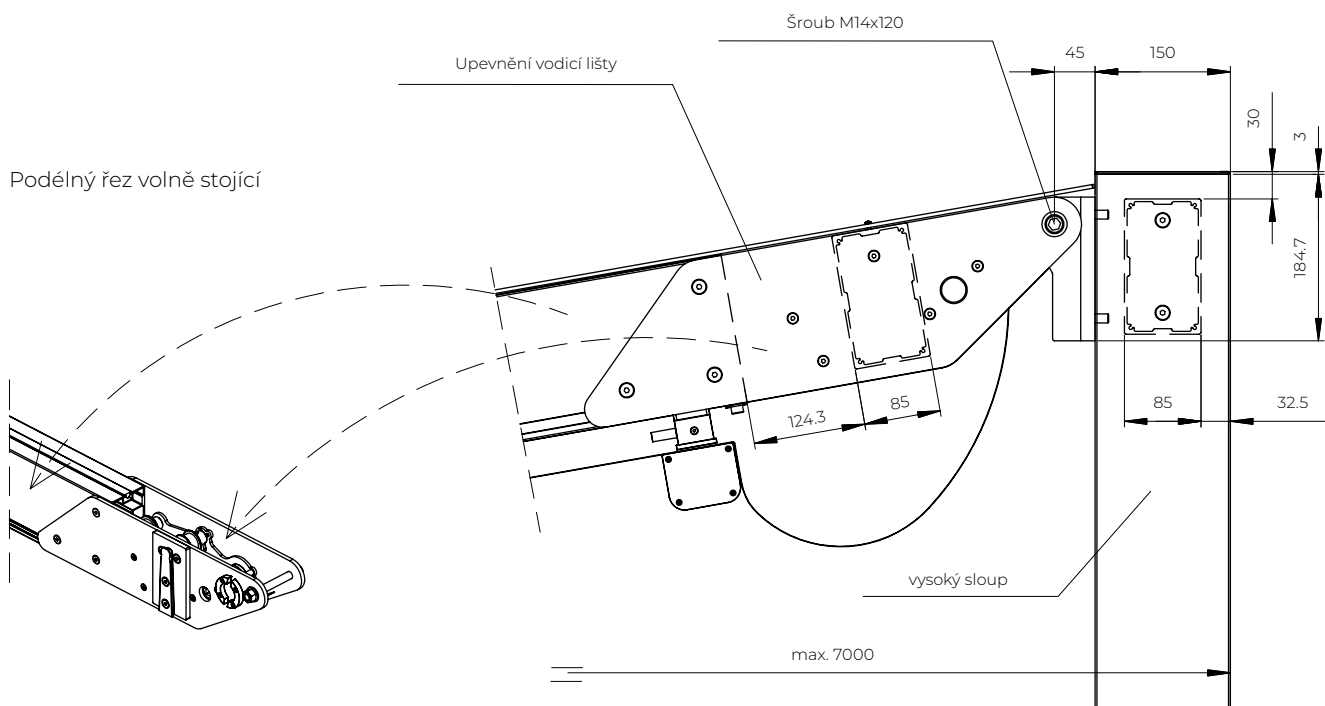 Šroub M14x120
45
150
Upevnění vodicí lišty
30
3
Podélný řez volně stojící
184.7
124.3
85
85
32.5
vysoký sloup
max. 7000